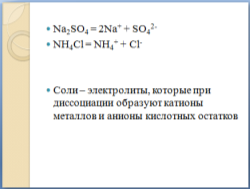 • Na₂SO₄ = 2Na⁺ + SO₄²⁻
• NH₄Cl = NH₄⁺ + Cl⁻
• Соли – электролиты, которые при
диссоциации образуют катионы
металлов и анионы кислотных остатков